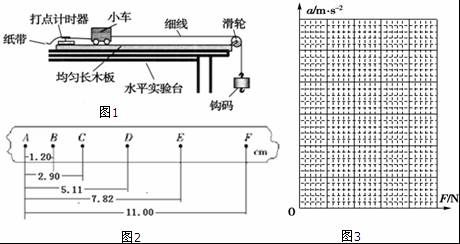 打点计时器
小车
细线
滑轮
纸带
均匀长木板
水平实验台
钩码
图1
A B C D E F
1.20
cm
2.90
5.11
7.82
11.00
图2
a/m·s⁻²
0
F/N
图3